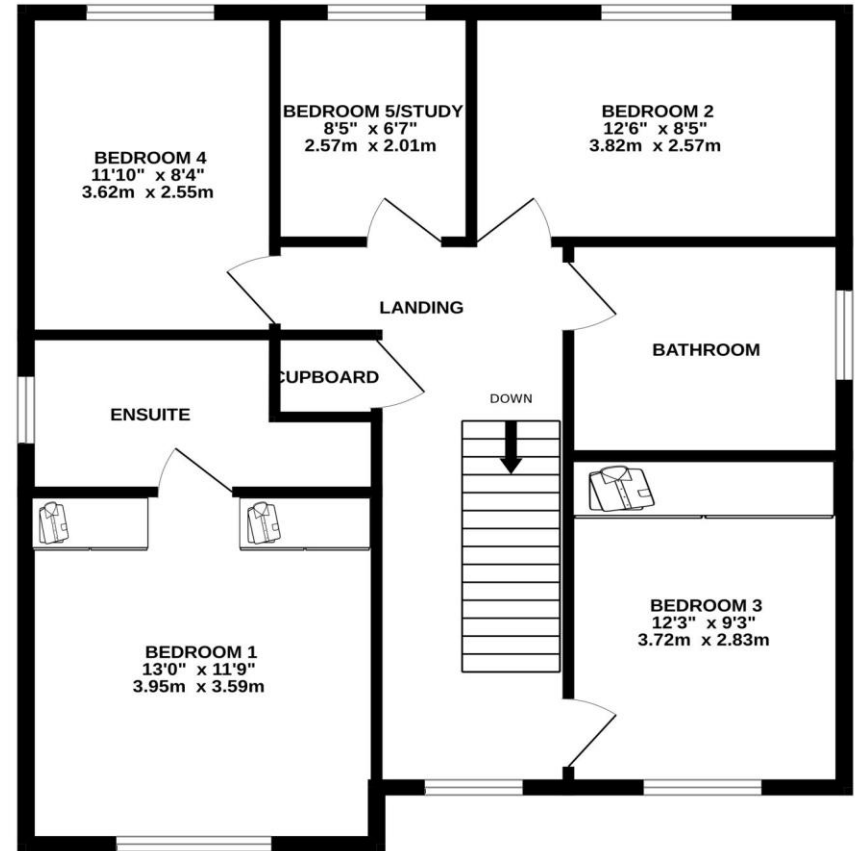 BEDROOM 4
11'10" x 8'4"
3.62m x 2.55m
BEDROOM 5/STUDY
8'5" x 6'7"
2.57m x 2.01m
BEDROOM 2
12'6" x 8'5"
3.82m x 2.57m
LANDING
BATHROOM
CUPBOARD
ENSUITE
DOWN
BEDROOM 1
13'0" x 11'9"
3.95m x 3.59m
BEDROOM 3
12'3" x 9'3"
3.72m x 2.83m